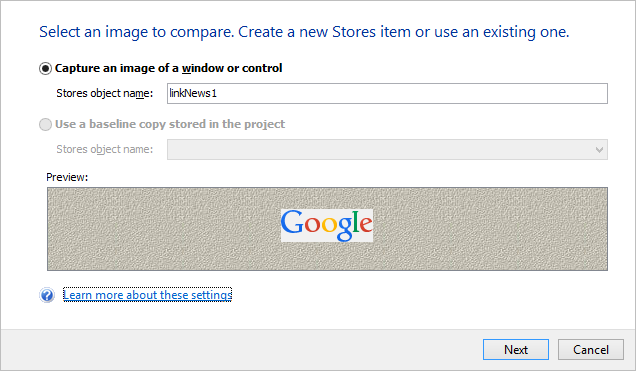 Select an image to compare. Create a new Stores item or use an existing one.
Capture an image of a window or control
Stores object name: linkNews1
Use a baseline copy stored in the project
Stores object name:
Preview:
Google
Learn more about these settings
Next Cancel